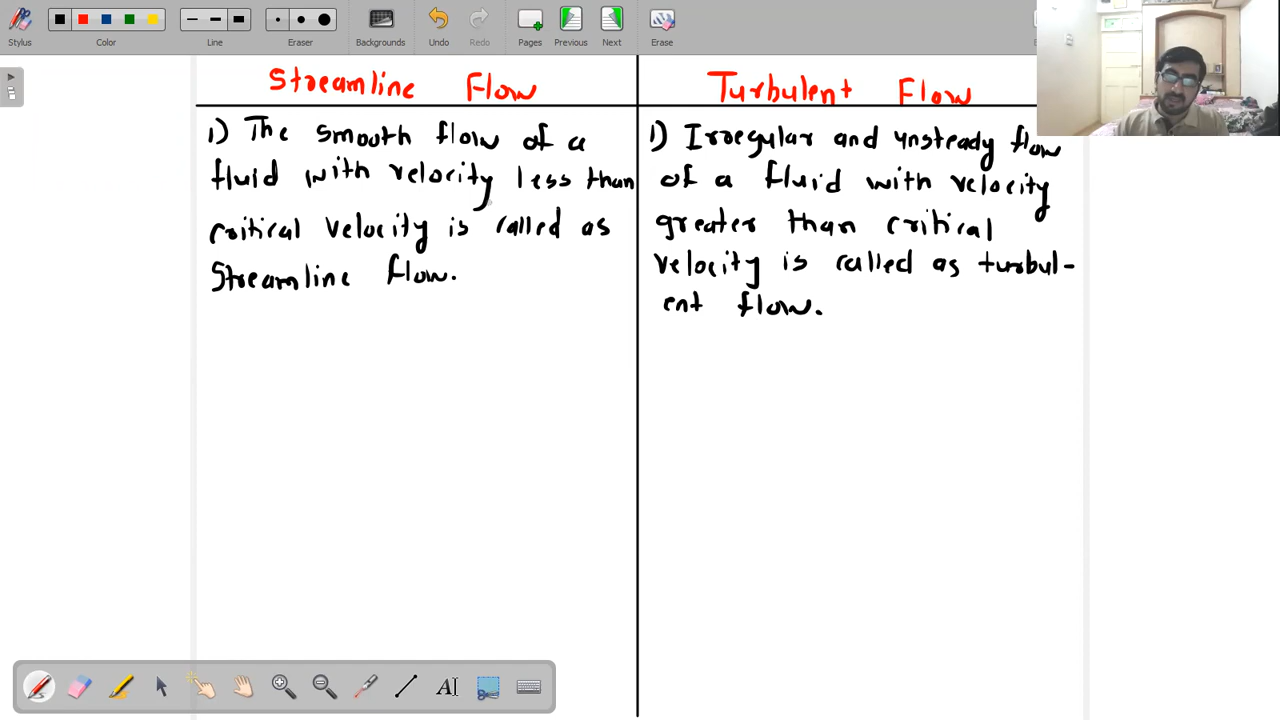 Stylus
Color
Line
Eraser
Backgrounds
Undo
Redo
Pages
Previous
Next
Erase
Streamline Flow
1) The smooth flow of a
fluid with velocity less than
critical velocity is called as
Streamline flow.
Turbulent Flow
1) Irregular and unsteady flow
of a fluid with velocity
greater than critical
velocity is called as turbul-
ent flow.
AI